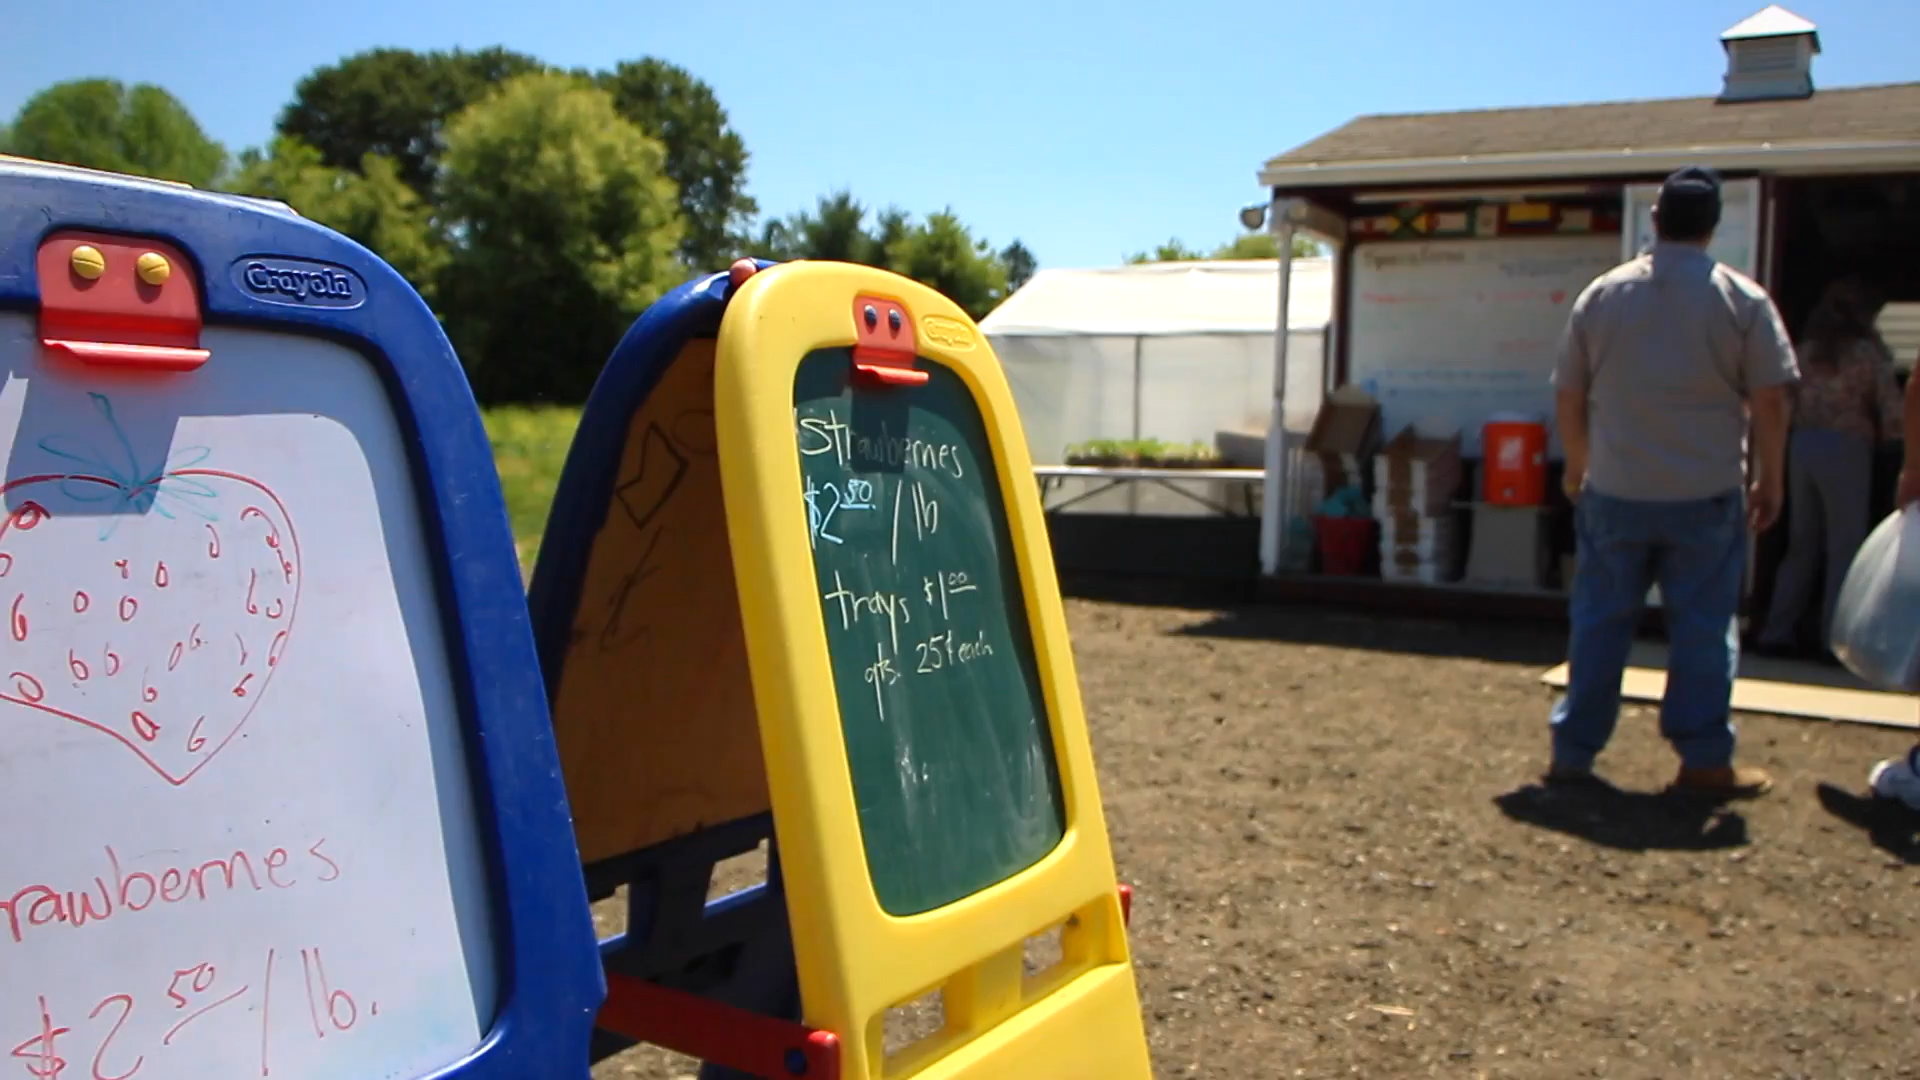 Crayola
rawberries
$2 50/lb.
Crayola
Strawberries
$2 50/lb
trays $1 00
qts. 25¢ each